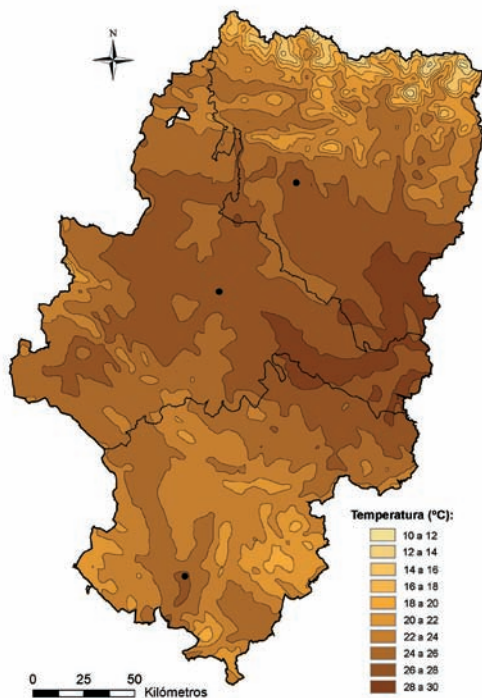 N
Temperatura (ºC):
10 a 12
12 a 14
14 a 16
16 a 18
18 a 20
20 a 22
22 a 24
24 a 26
26 a 28
28 a 30
0 25 50
Kilómetros